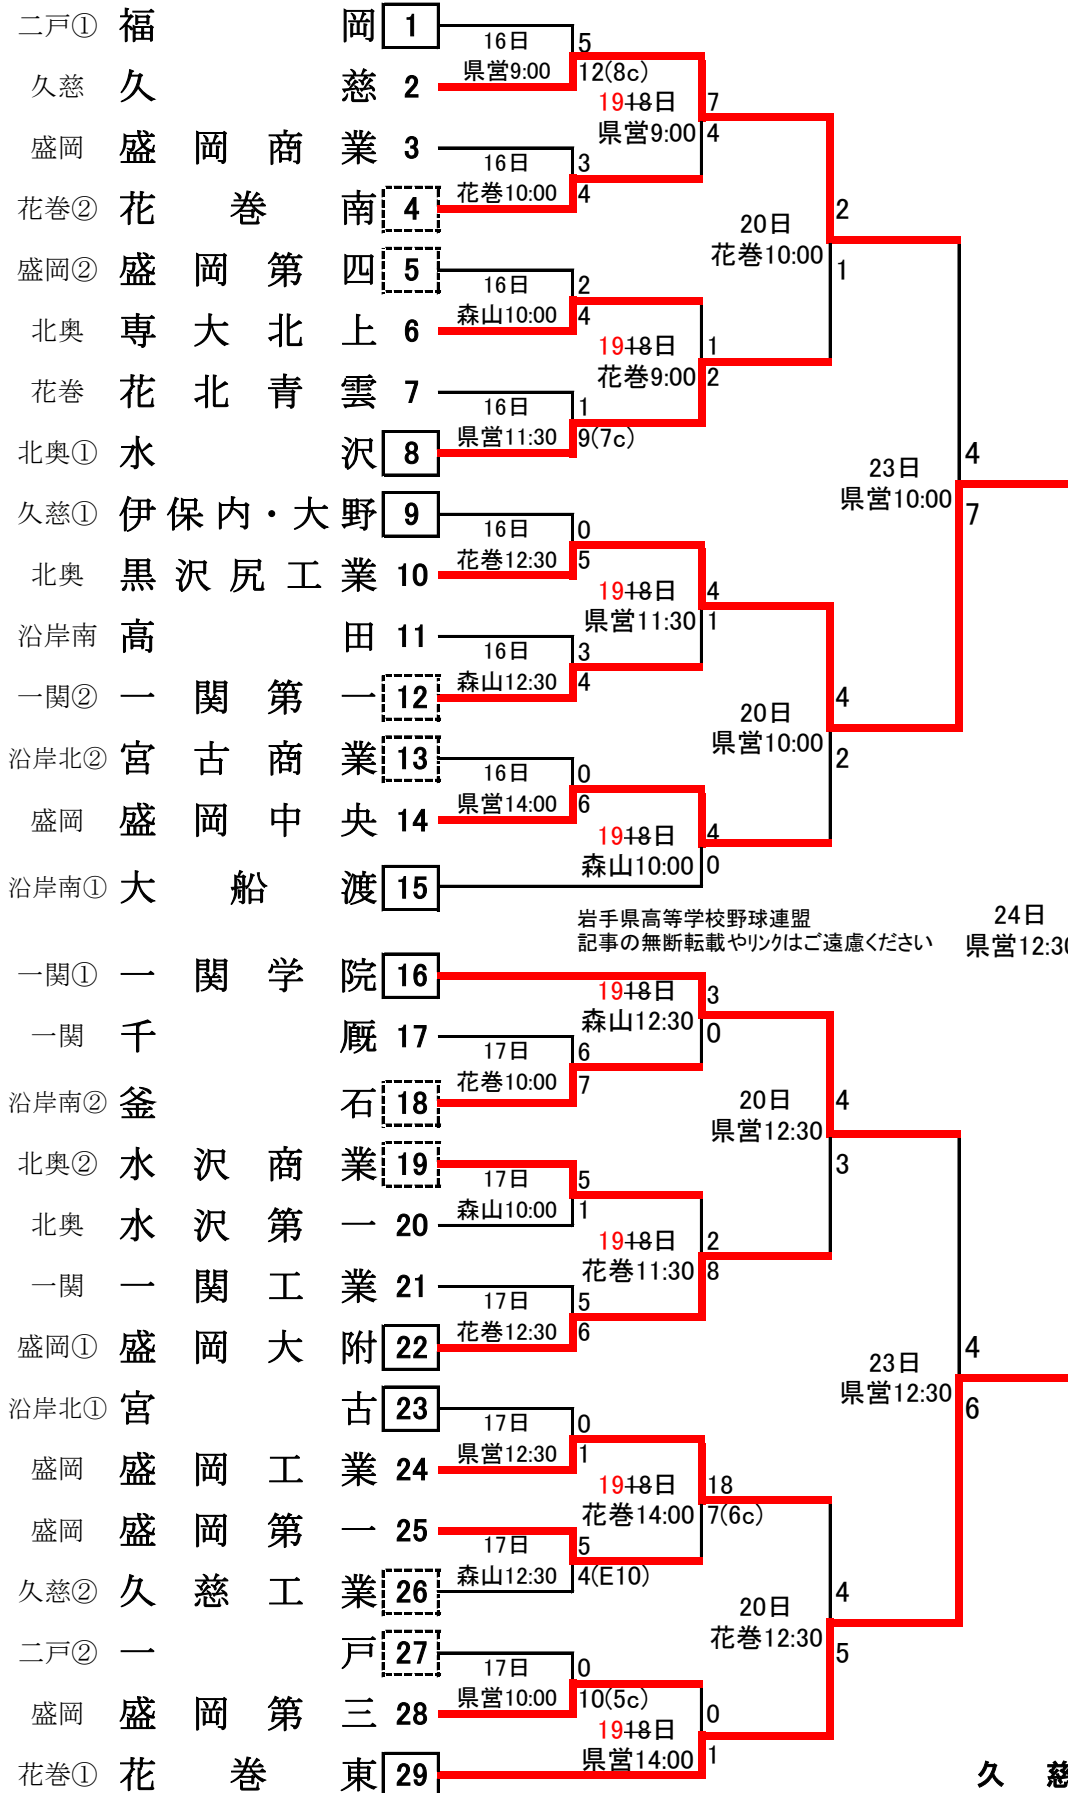 二戸① 福岡 1
16日 5
県営9:00 12(8c)
久慈 久慈 2
1918日 7
県営9:00 4
盛岡 盛岡商業 3
16日 3
花巻10:00 4
花巻② 花巻南 4
20日 2
花巻10:00 1
盛岡② 盛岡第四 5
16日 2
森山10:00 4
北奥 専大北上 6
1918日 1
花巻9:00 2
花巻 花北青雲 7
16日 1
県営11:30 9(7c)
北奥① 水沢 8
23日 4
県営10:00 7
久慈① 伊保内・大野 9
16日 0
花巻12:30 5
北奥 黒沢尻工業 10
1918日 4
県営11:30 1
沿岸南 高田 11
16日 3
森山12:30 4
一関② 一関第一 12
20日 4
県営10:00 2
沿岸北② 宮古商業 13
16日 0
県営14:00 6
盛岡 盛岡中央 14
1918日 4
森山10:00 0
沿岸南① 大船渡 15
岩手県高等学校野球連盟
記事の無断転載やリンクはご遠慮ください
24日
県営12:30
一関① 一関学院 16
1918日 3
森山12:30 0
一関 千厩 17
17日 6
花巻10:00 7
沿岸南② 釜石 18
20日 4
県営12:30 3
北奥② 水沢商業 19
17日 5
森山10:00 1
北奥 水沢第一 20
1918日 2
花巻11:30 8
一関 一関工業 21
17日 5
花巻12:30 6
盛岡① 盛岡大附 22
23日 4
県営12:30 6
沿岸北① 宮古 23
17日 0
県営12:30 1
盛岡 盛岡工業 24
1918日 18
花巻14:00 7(6c)
盛岡 盛岡第一 25
17日 5
森山12:30 4(E10)
久慈② 久慈工業 26
20日 4
花巻12:30 5
二戸② 一戸 27
17日 0
県営10:00 10(5c)
盛岡 盛岡第三 28
1918日 0
県営14:00 1
花巻① 花巻東 29
久慈